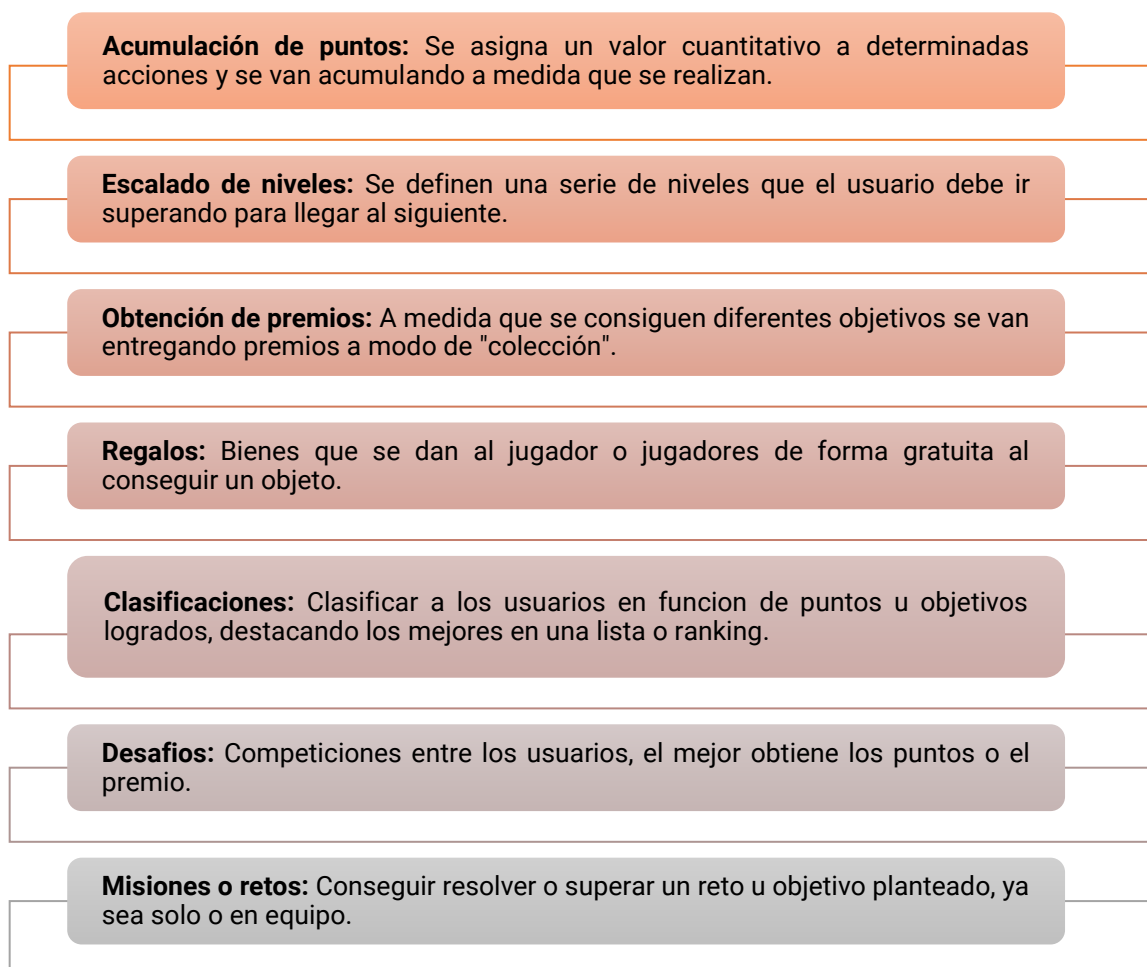 Acumulación de puntos: Se asigna un valor cuantitativo a determinadas
acciones y se van acumulando a medida que se realizan.
Escalado de niveles: Se definen una serie de niveles que el usuario debe ir
superando para llegar al siguiente.
Obtención de premios: A medida que se consiguen diferentes objetivos se van
entregando premios a modo de "colección".
Regalos: Bienes que se dan al jugador o jugadores de forma gratuita al
conseguir un objeto.
Clasificaciones: Clasificar a los usuarios en funcion de puntos u objetivos
logrados, destacando los mejores en una lista o ranking.
Desafios: Competiciones entre los usuarios, el mejor obtiene los puntos o el
premio.
Misiones o retos: Conseguir resolver o superar un reto u objetivo planteado, ya
sea solo o en equipo.